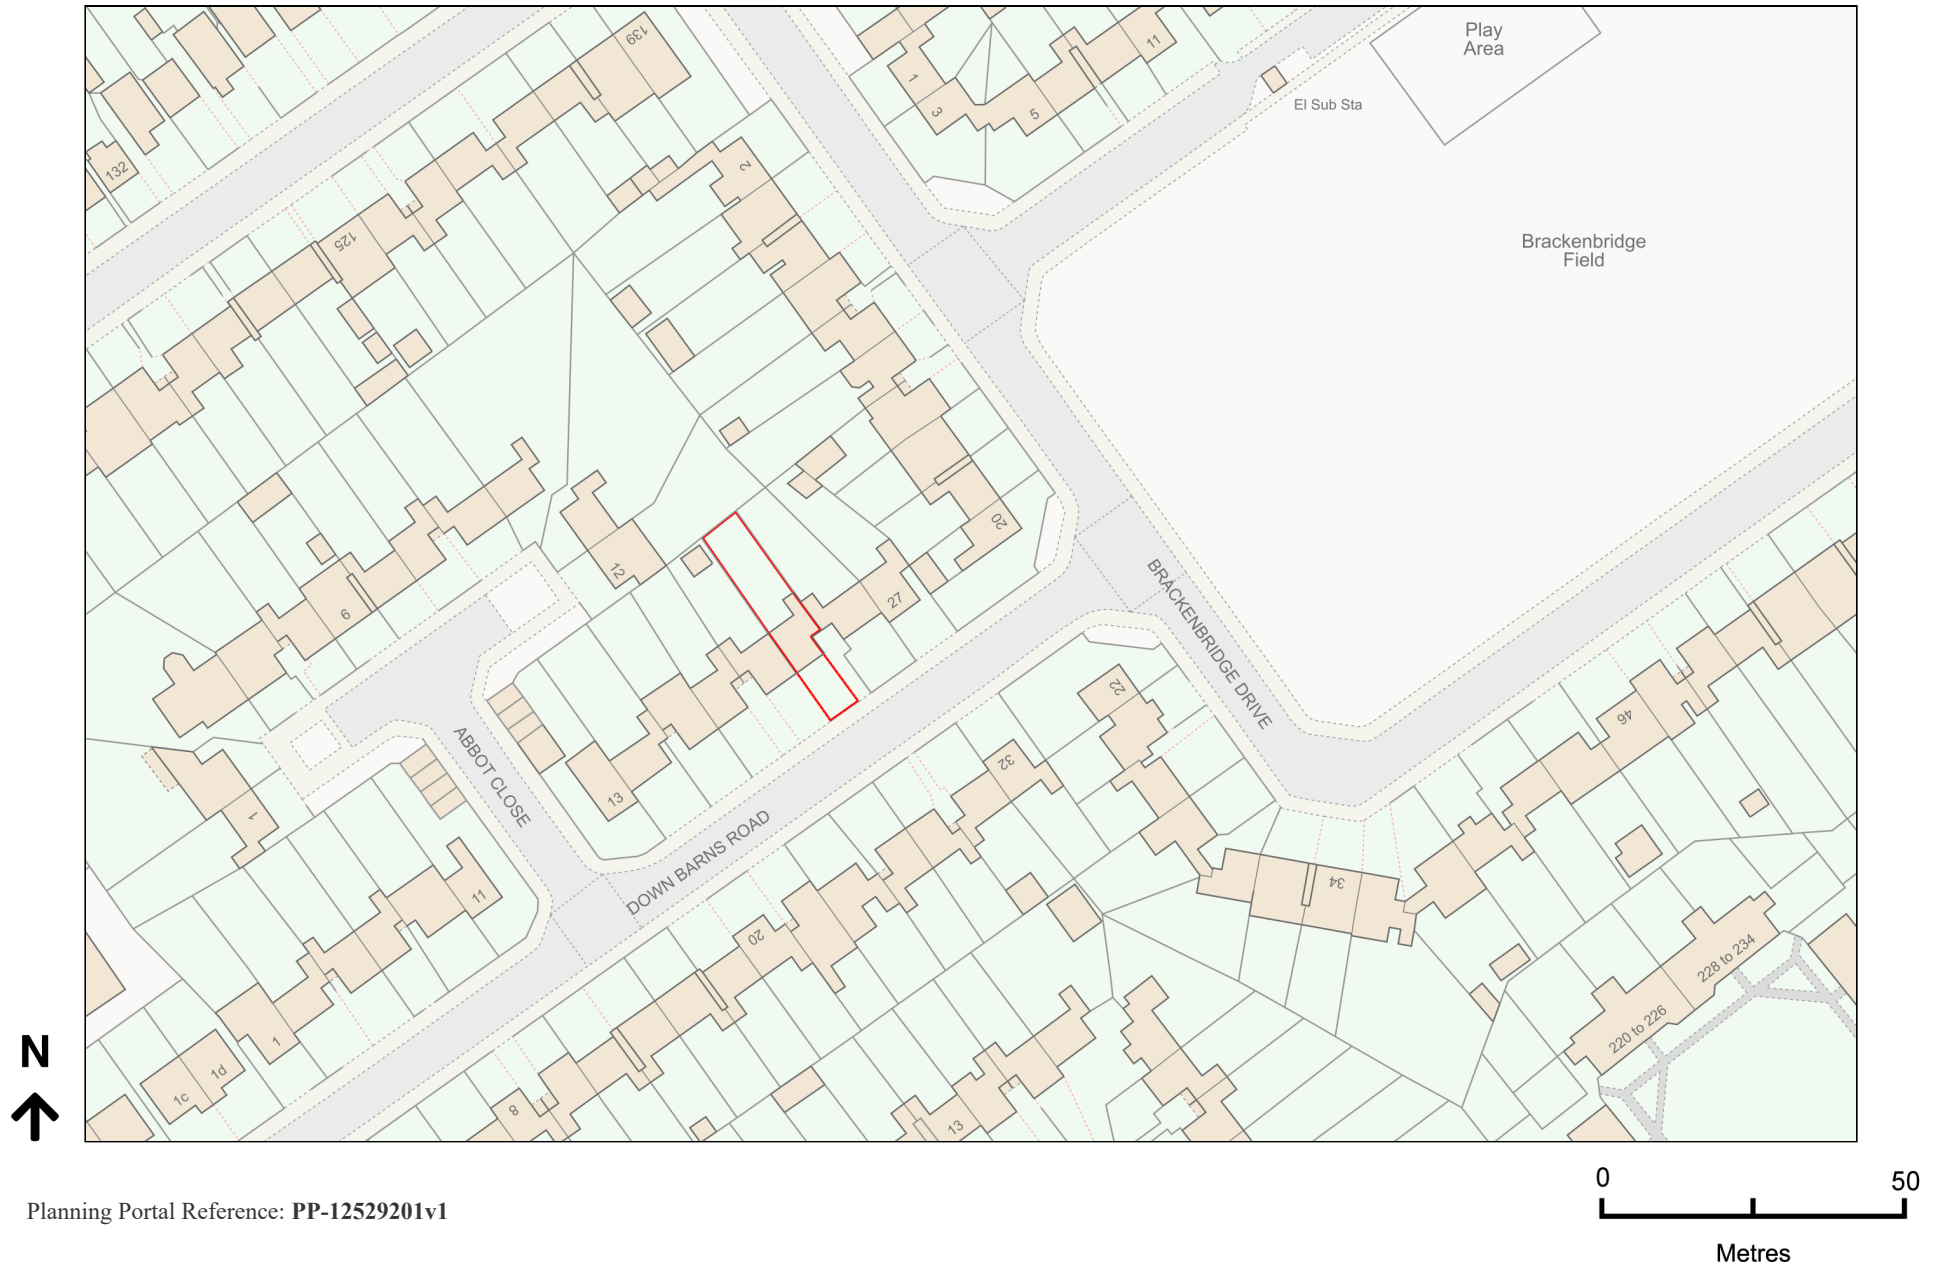 139
1
3
5
11
Play
Area
El Sub Sta
132
2
125
Brackenbridge
Field
20
12
27
6
BRACKENBRIDGE DRIVE
22
46
32
13
ABBOT CLOSE
1
DOWN BARNS ROAD
34
11
20
228 to 234
220 to 226
1
1d
1c
8
13
N
0
50
Metres
Planning Portal Reference: PP-12529201v1